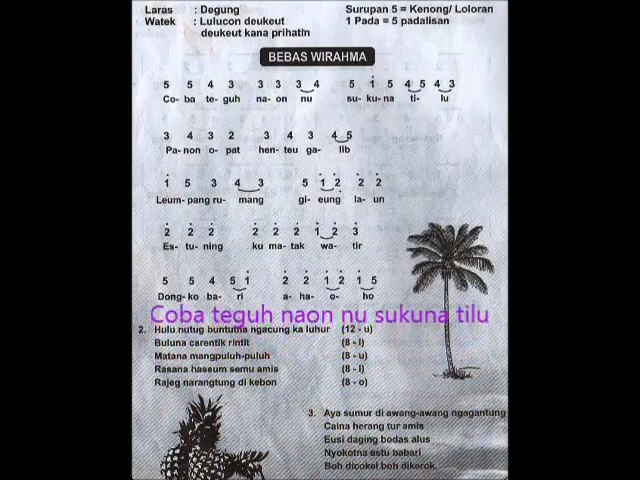 Laras : Degung
Surupan 5 = Kenong/ Loloran
Watek : Lulucon deukeut
1 Pada = 5 padalisan
deukeut kana prihatin
BEBAS WIRAHMA
5 5 4 3 3 3 3 4 5 1 5 4 5 4 3
Co- ba te- guh na- on nu su- ku- na ti- lu
3 4 3 2 3 4 3 4 5
Pa- non o- pat hen- teu ga- lib
1 5 3 4 3 5 1 2 2 2
Leum- pang ru- mang gi- eung la- un
2 2 2 2 2 2 1 2 3
Es- tu- ning ku ma- tak wa- tir
5 5 4 5 1 2 2 1 2 1 5
Dong- ko ba- ri a- ha- o- ho
Coba teguh naon nu sukuna tilu
2. Hulu nutug buntutna ngacung ka luhur (12 - u)
Buluna carentik rintit (8 - I)
Matana mangpuluh-puluh (8 - u)
Rasana haseum semu amis (8 - I)
Rajeg narangtung di kebon (8 - o)
3. Aya sumur di awang-awang ngagantung
Caina herang tur amis
Eusi daging bodas alus
Nyokotna estu babari
Boh dicokel boh dikerok.